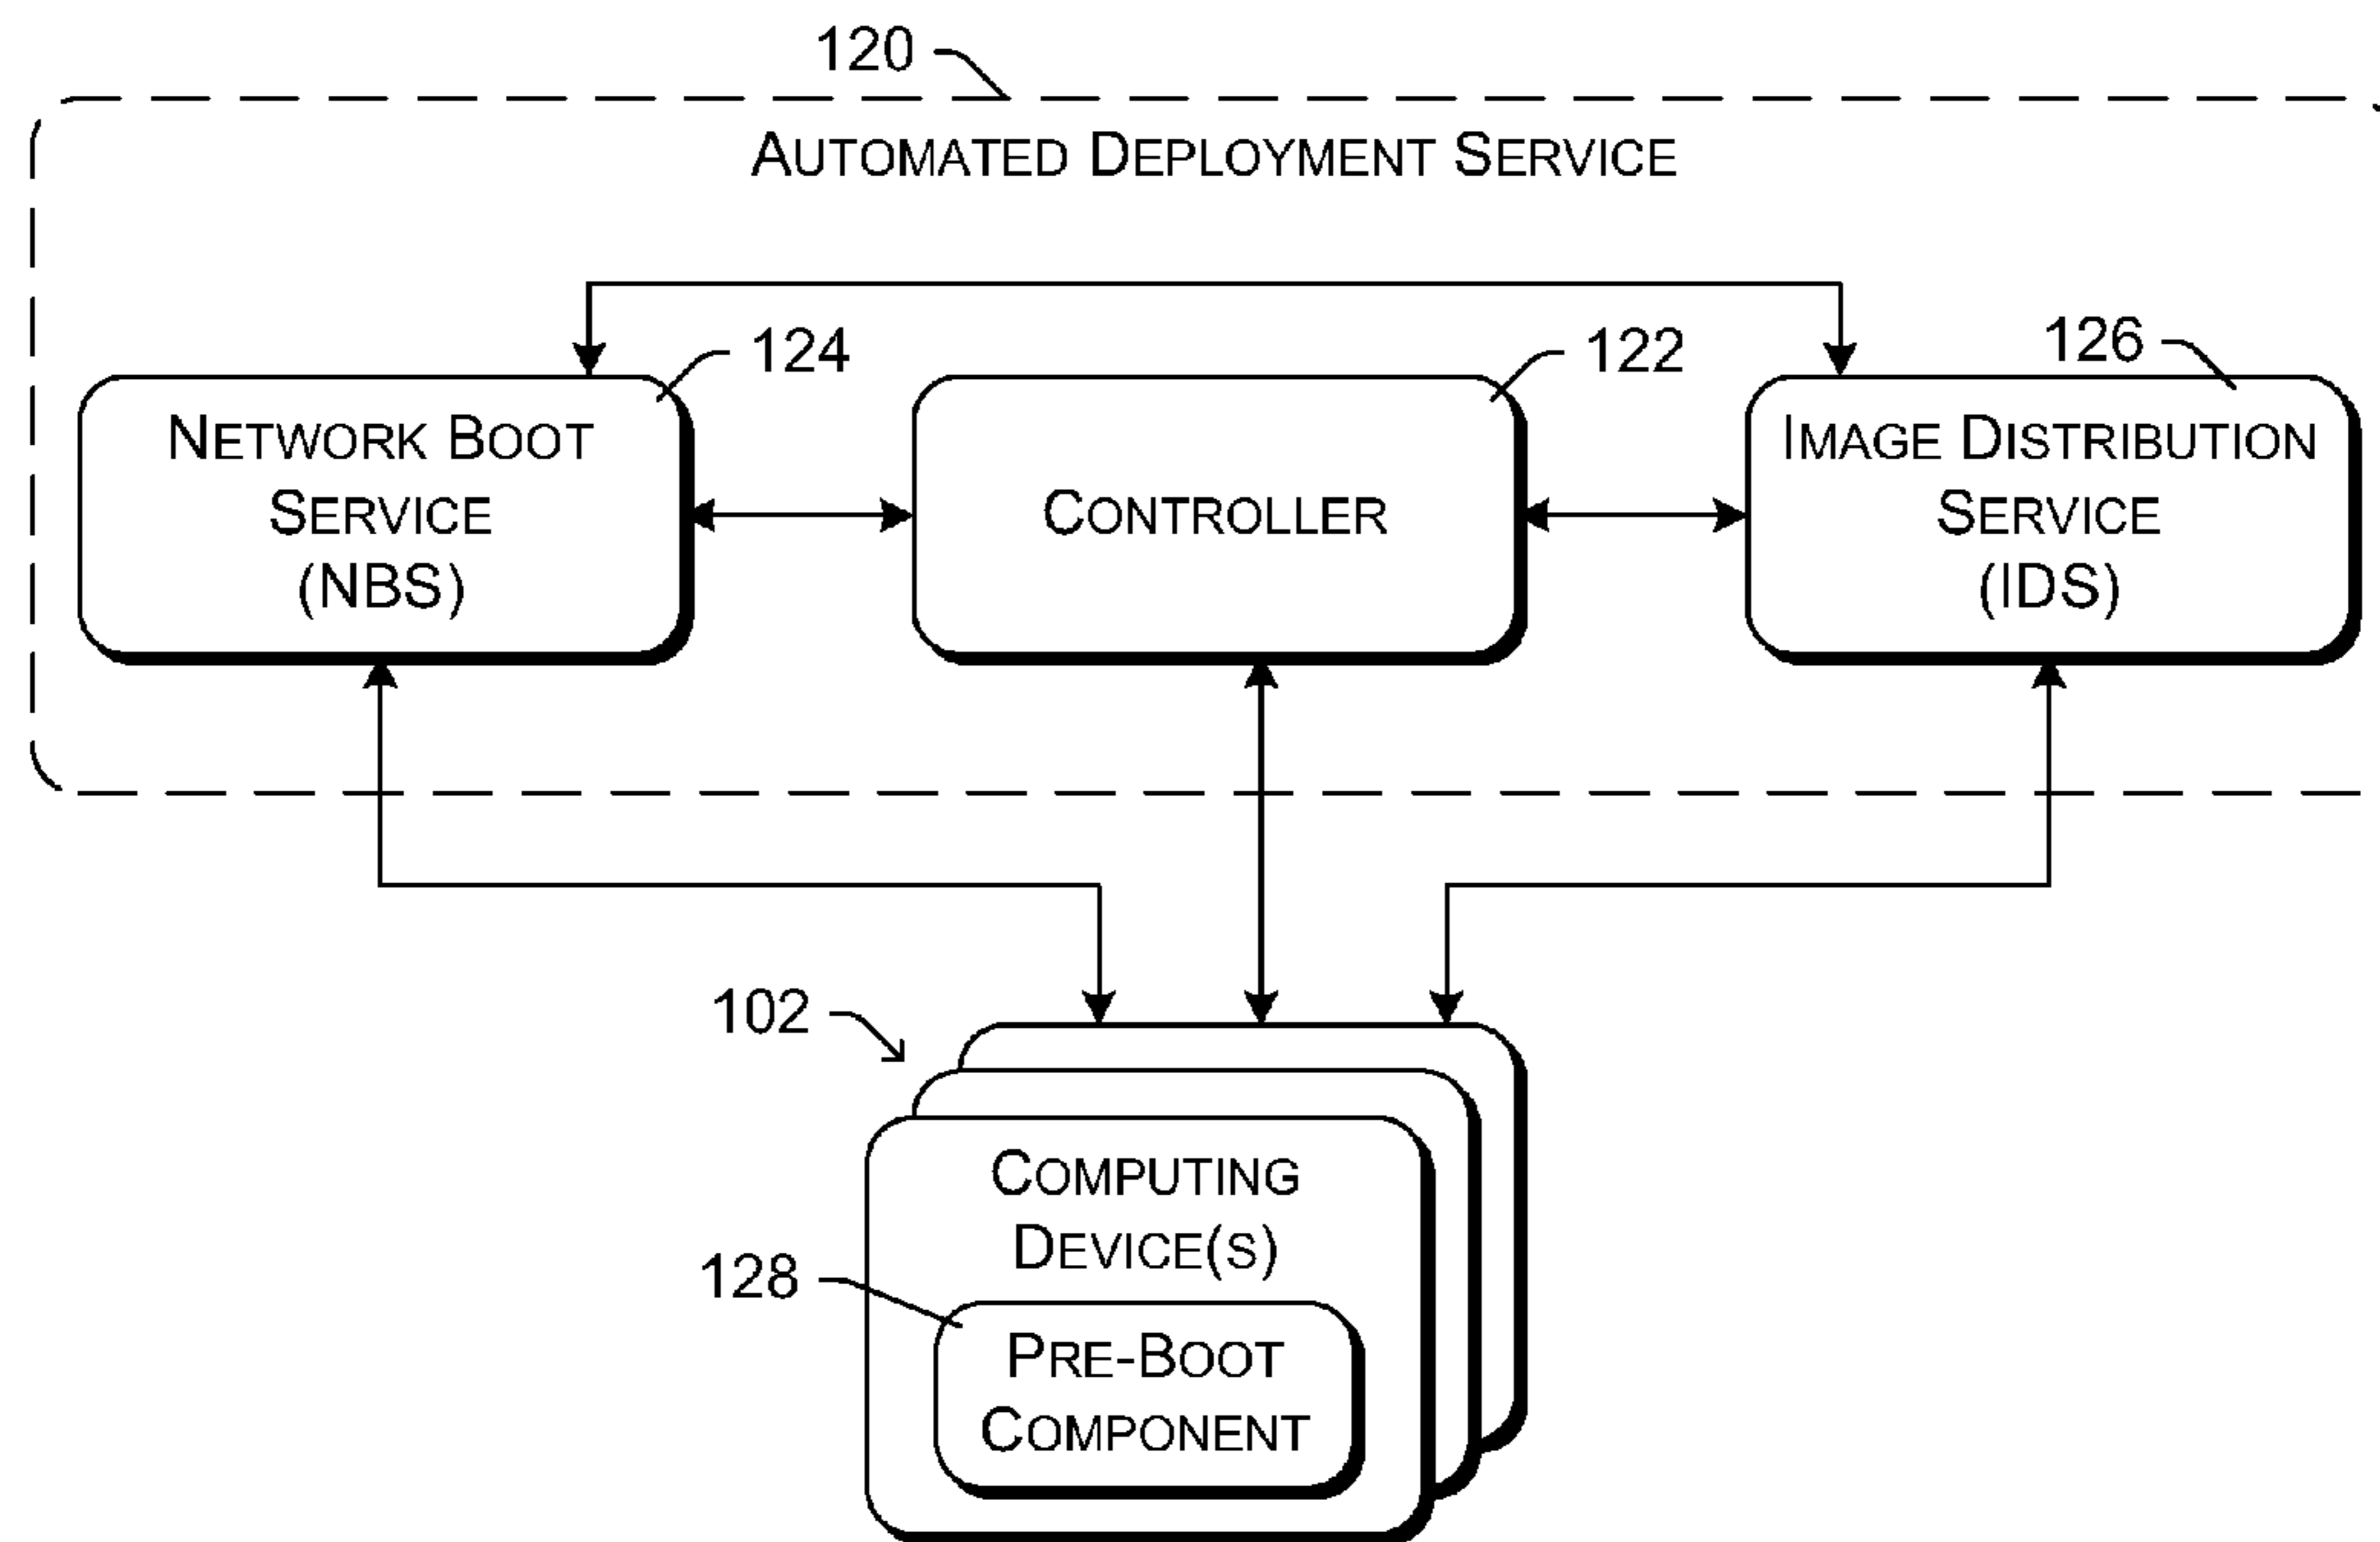 120
AUTOMATED DEPLOYMENT SERVICE
124
122
126
NETWORK BOOT
SERVICE
(NBS)
CONTROLLER
IMAGE DISTRIBUTION
SERVICE
(IDS)
102
COMPUTING
DEVICE(S)
128
PRE-BOOT
COMPONENT